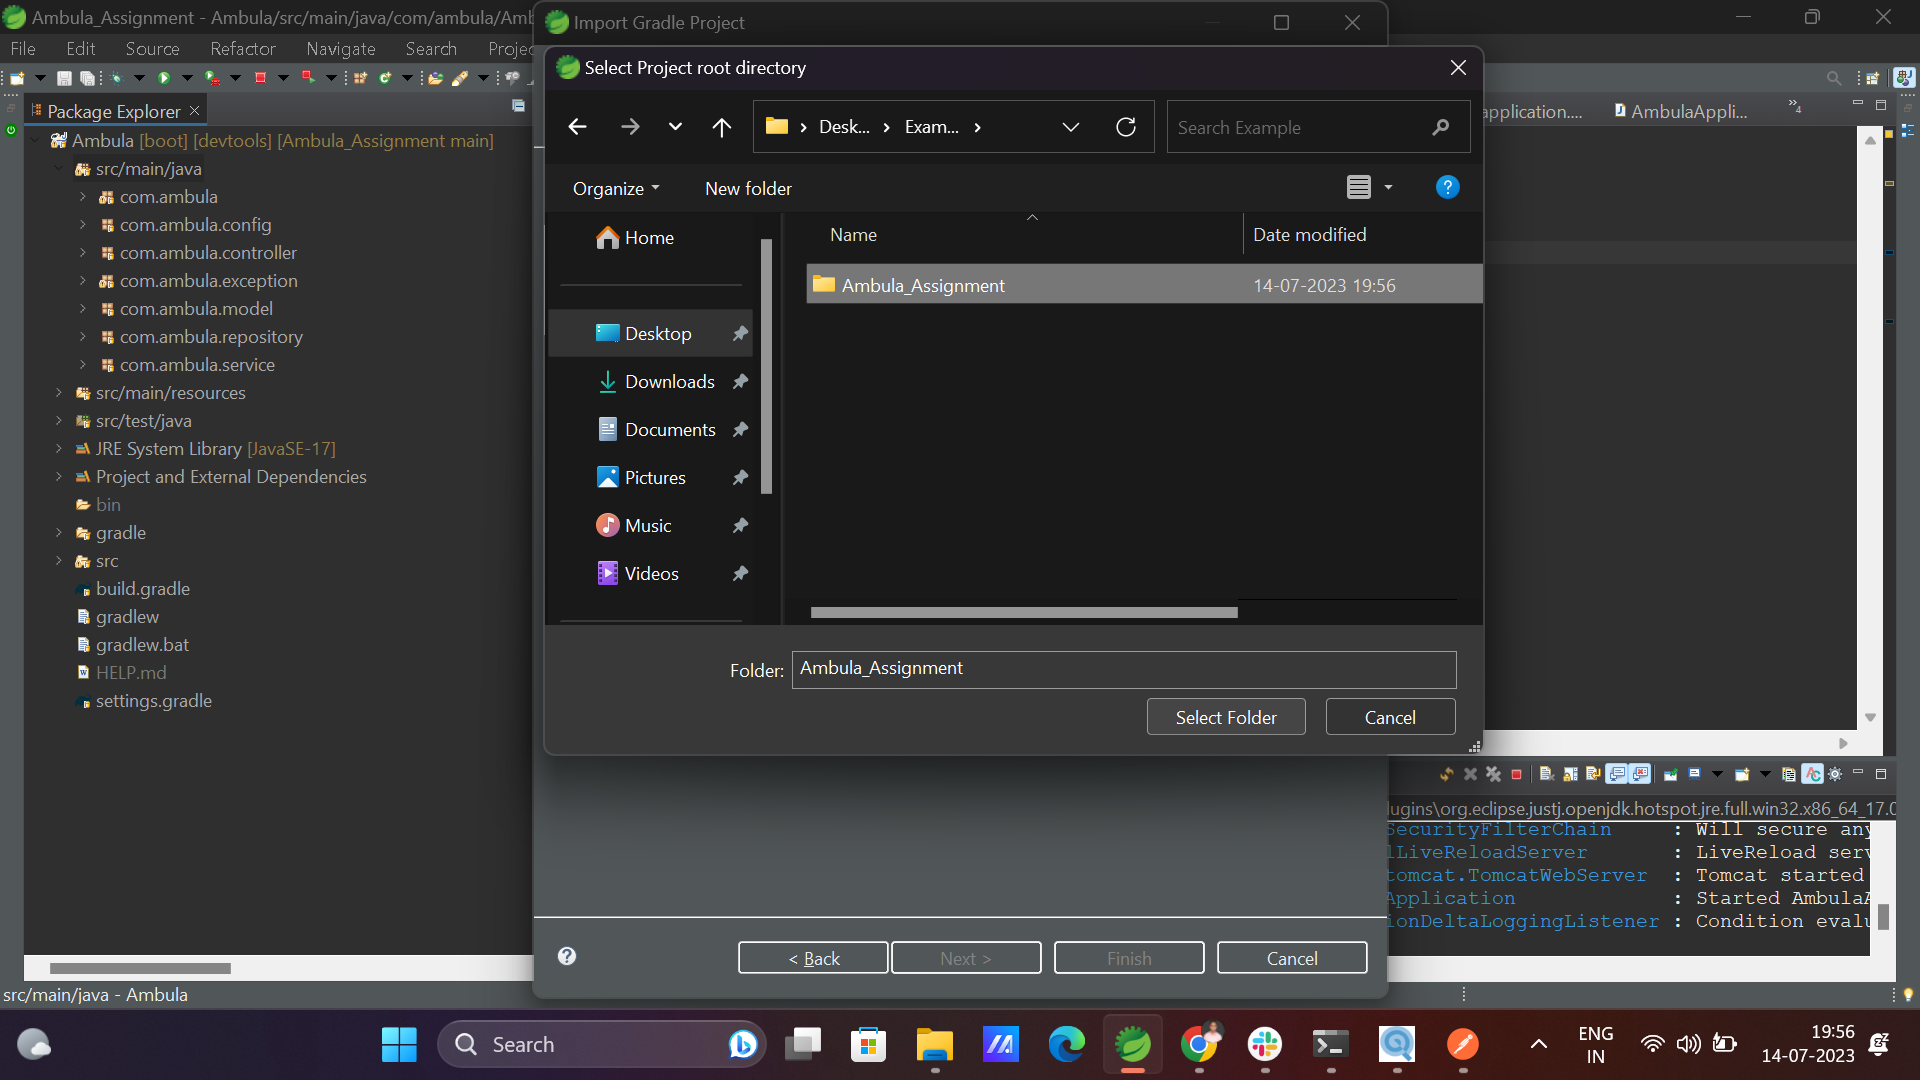 Ambula_Assignment - Ambula/src/main/java/com/ambula/Amb
File Edit Source Refactor Navigate Search Projec
Package Explorer
Ambula [boot] [devtools] [Ambula_Assignment main]
src/main/java
com.ambula
com.ambula.config
com.ambula.controller
com.ambula.exception
com.ambula.model
com.ambula.repository
com.ambula.service
src/main/resources
src/test/java
JRE System Library [JavaSE-17]
Project and External Dependencies
bin
gradle
src
build.gradle
gradlew
gradlew.bat
HELP.md
settings.gradle
src/main/java - Ambula
Import Gradle Project
Select Project root directory
Desk... Exam...
Search Example
Organize New folder
Home
Desktop
Downloads
Documents
Pictures
Music
Videos
Name Date modified
Ambula_Assignment 14-07-2023 19:56
Folder: Ambula_Assignment
Select Folder Cancel
< Back Next > Finish Cancel
application.... AmbulaAppli... »4
lugins\org.eclipse.justj.openjdk.hotspot.jre.full.win32.x86_64_17.0
SecurityFilterChain : Will secure any
lLiveReloadServer : LiveReload serv
tomcat.TomcatWebServer : Tomcat started
Application : Started AmbulaA
ionDeltaLoggingListener : Condition evalu
Search
ENG
IN
19:56
14-07-2023